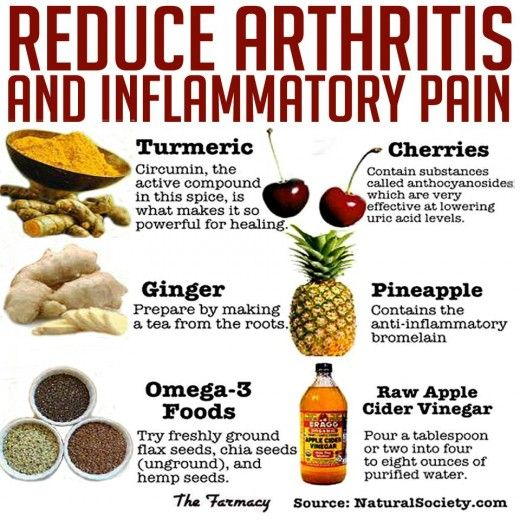 REDUCE ARTHRITIS
AND INFLAMMATORY PAIN
Turmeric
Circumin, the
active compound
in this spice, is
what makes it so
powerful for healing.
Cherries
Contain substances
called anthocyanosides
which are very
effective at lowering
uric acid levels.
Ginger
Prepare by making
a tea from the roots.
Pineapple
Contains the
anti-inflammatory
bromelain
Omega-3
Foods
Try freshly ground
flax seeds, chia seeds
(unground), and
hemp seeds.
BRAGG
ORGANIC
APPLE CIDER
VINEGAR
Raw Apple
Cider Vinegar
Pour a tablespoon
or two into four
to eight ounces of
purified water.
The Farmacy
Source: NaturalSociety.com